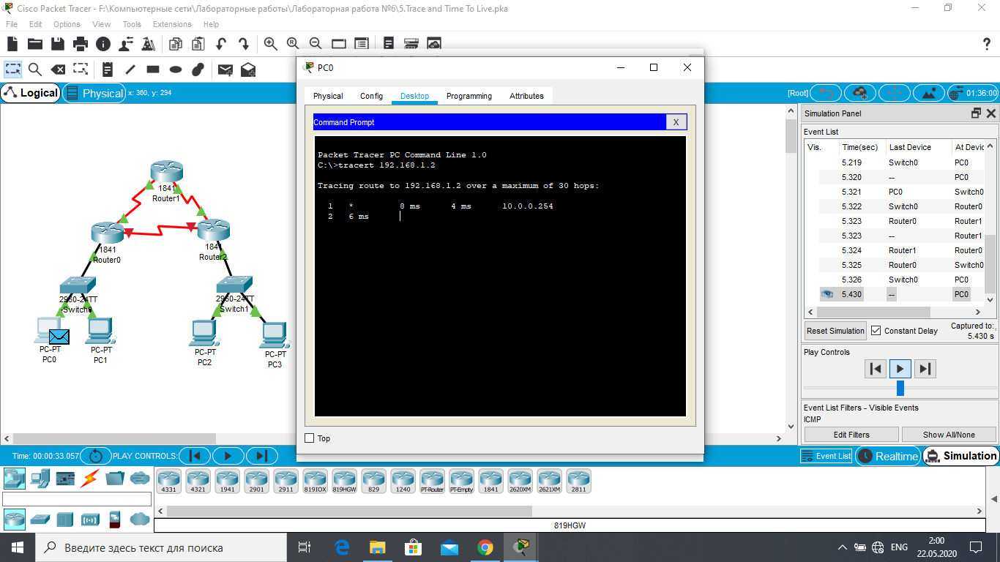 Cisco Packet Tracer - F:\Компьютерные сети\Лабораторные работы\Лабораторная работа №6\5.Trace and Time To Live.pka
File Edit Options View Tools Extensions Help
Logical Physical x: 360, y: 294 [Root] 01:36:00
1841
Router1
1841
Router0
1841
Router2
2960-24TT
Switch0
2960-24TT
Switch1
PC-PT
PC0
PC-PT
PC1
PC-PT
PC2
PC-PT
PC3
PC0
Physical Config Desktop Programming Attributes
Command Prompt X
Packet Tracer PC Command Line 1.0
C:\>tracert 192.168.1.2
Tracing route to 192.168.1.2 over a maximum of 30 hops:
1 * 8 ms 4 ms 10.0.0.254
2 6 ms
Top
Simulation Panel
Event List
Vis. Time(sec) Last Device At Devic
5.219 Switch0 PC0
5.320 -- PC0
5.321 PC0 Switch0
5.322 Switch0 Router0
5.323 Router0 Router1
5.323 -- Router1
5.324 Router1 Router0
5.325 Router0 Switch0
5.326 Switch0 PC0
5.430 -- PC0
Reset Simulation Constant Delay Captured to:
5.430 s
Play Controls
Event List Filters - Visible Events
ICMP
Edit Filters Show All/None
Time: 00:00:33.057 PLAY CONTROLS: Event List Realtime Simulation
4331 4321 1941 2901 2911 819IOX 819HGW 829 1240 PT-Router PT-Empty 1841 2620XM 2621XM 2811
819HGW
Введите здесь текст для поиска ENG 2:00
22.05.2020